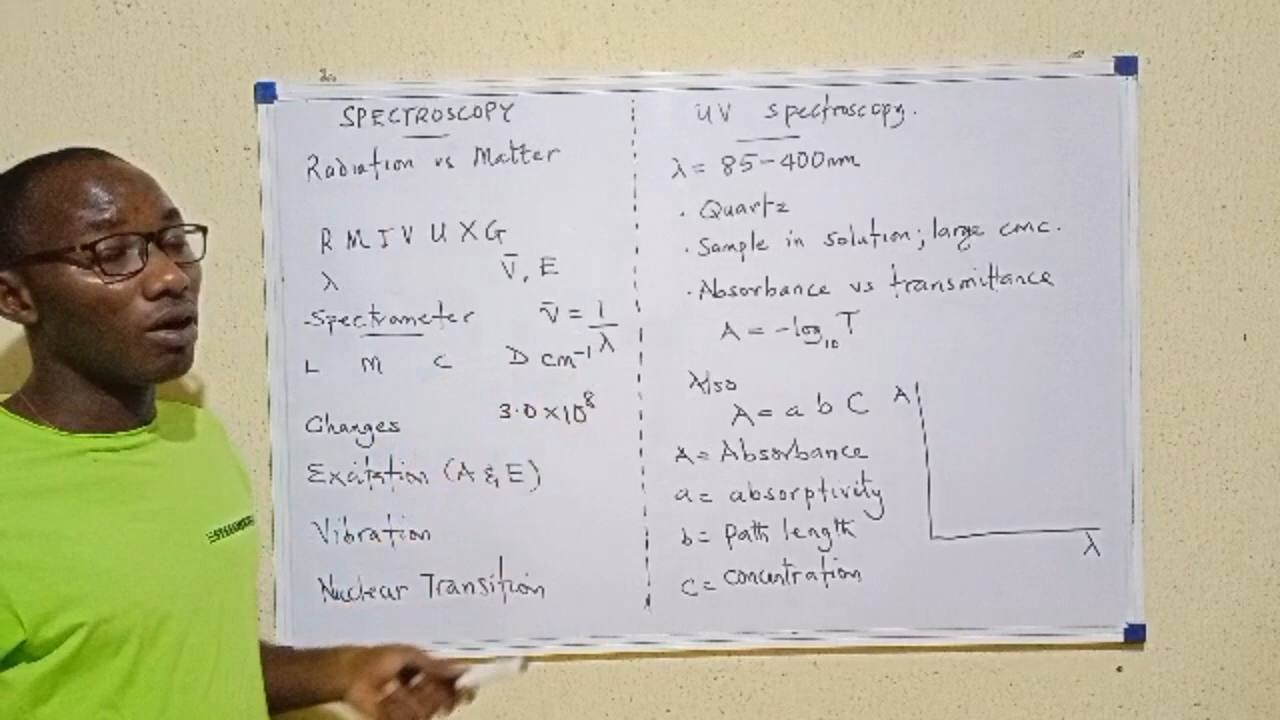 SPECTROSCOPY
Radiation vs Matter
R M I V U X G
λ ν̅, E
Spectrometer ν̅ = 1/λ
L M C D cm⁻¹
3.0 × 10⁸
Changes
Excitation (A & E)
Vibration
Nuclear Transition
UV spectroscopy.
λ = 85-400nm
· Quartz
· Sample in solution; large conc.
· Absorbance vs transmittance
A = -log₁₀ T
Also
A = a b C
A = Absorbance
a = absorptivity
b = Path length
C = concentration
A
λ